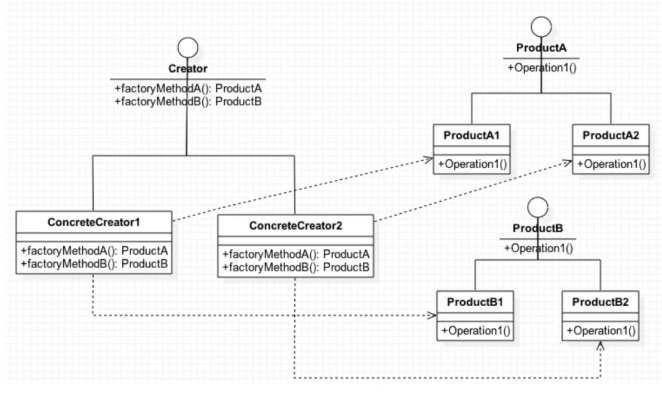 Creator
+factoryMethodA(): ProductA
+factoryMethodB(): ProductB
ProductA
+Operation1()
ProductA1
+Operation1()
ProductA2
+Operation1()
ConcreteCreator1
+factoryMethodA(): ProductA
+factoryMethodB(): ProductB
ConcreteCreator2
+factoryMethodA(): ProductA
+factoryMethodB(): ProductB
ProductB
+Operation1()
ProductB1
+Operation1()
ProductB2
+Operation1()